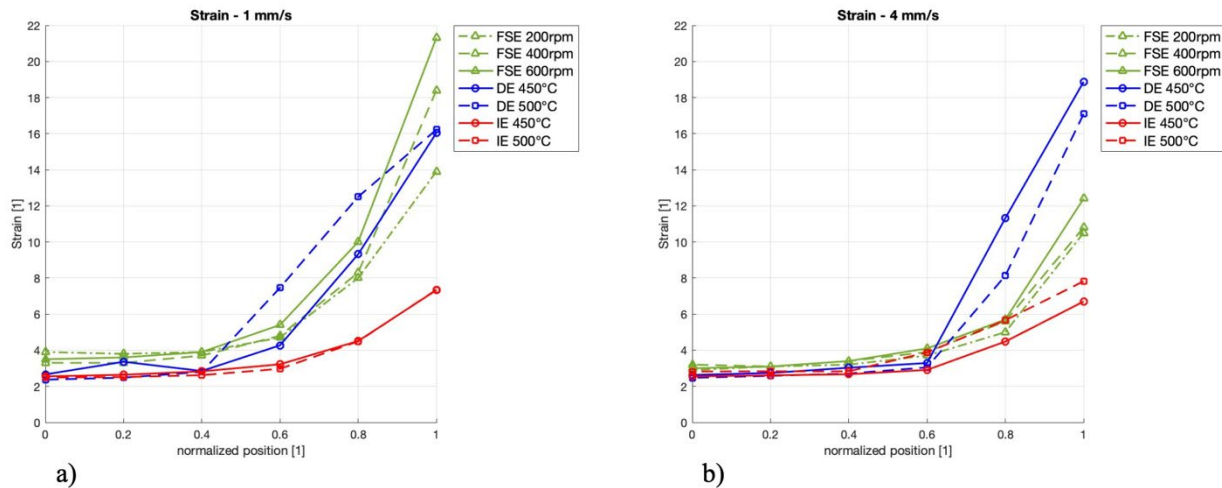 Strain - 1 mm/s
22
20
18
16
14
12
10
8
6
4
2
0
Strain [1]
0
0.2
0.4
0.6
0.8
1
normalized position [1]
FSE 200rpm
FSE 400rpm
FSE 600rpm
DE 450°C
DE 500°C
IE 450°C
IE 500°C
a)
Strain - 4 mm/s
22
20
18
16
14
12
10
8
6
4
2
0
Strain [1]
0
0.2
0.4
0.6
0.8
1
normalized position [1]
FSE 200rpm
FSE 400rpm
FSE 600rpm
DE 450°C
DE 500°C
IE 450°C
IE 500°C
b)